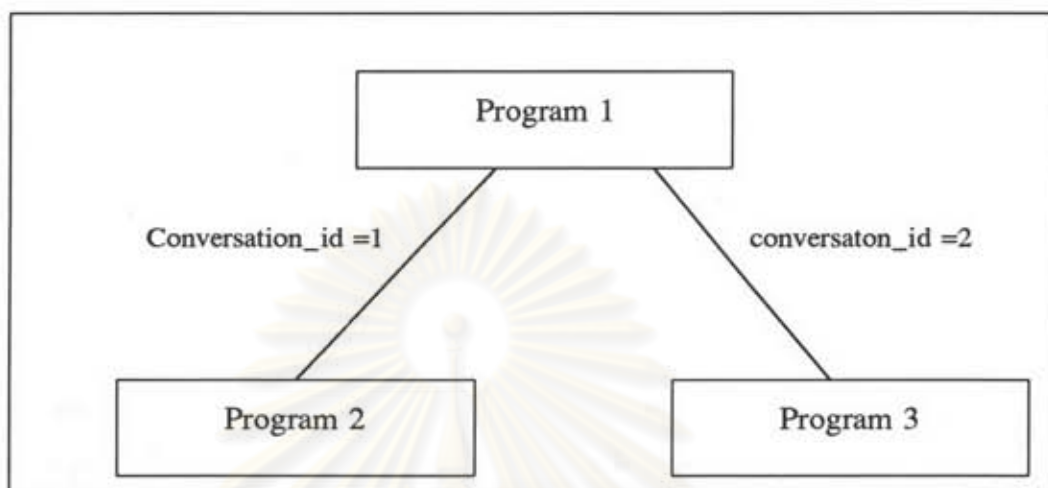 Program 1
Conversation_id =1
conversaton_id =2
Program 2
Program 3